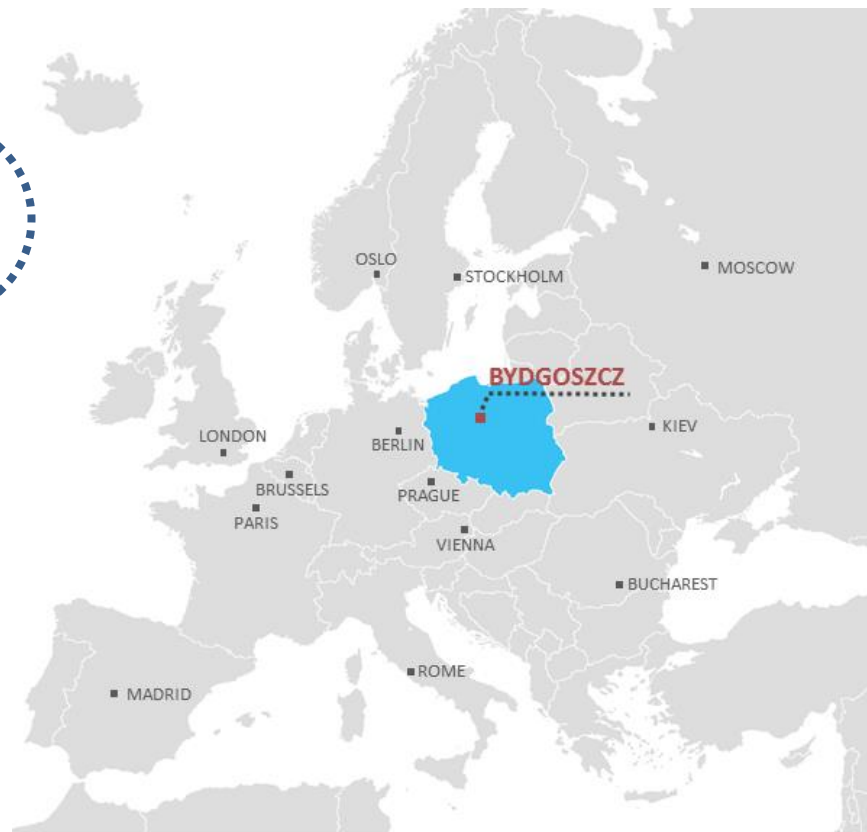 OSLO
STOCKHOLM
MOSCOW
BYDGOSZCZ
KIEV
LONDON
BERLIN
BRUSSELS
PRAGUE
PARIS
VIENNA
BUCHAREST
ROME
MADRID